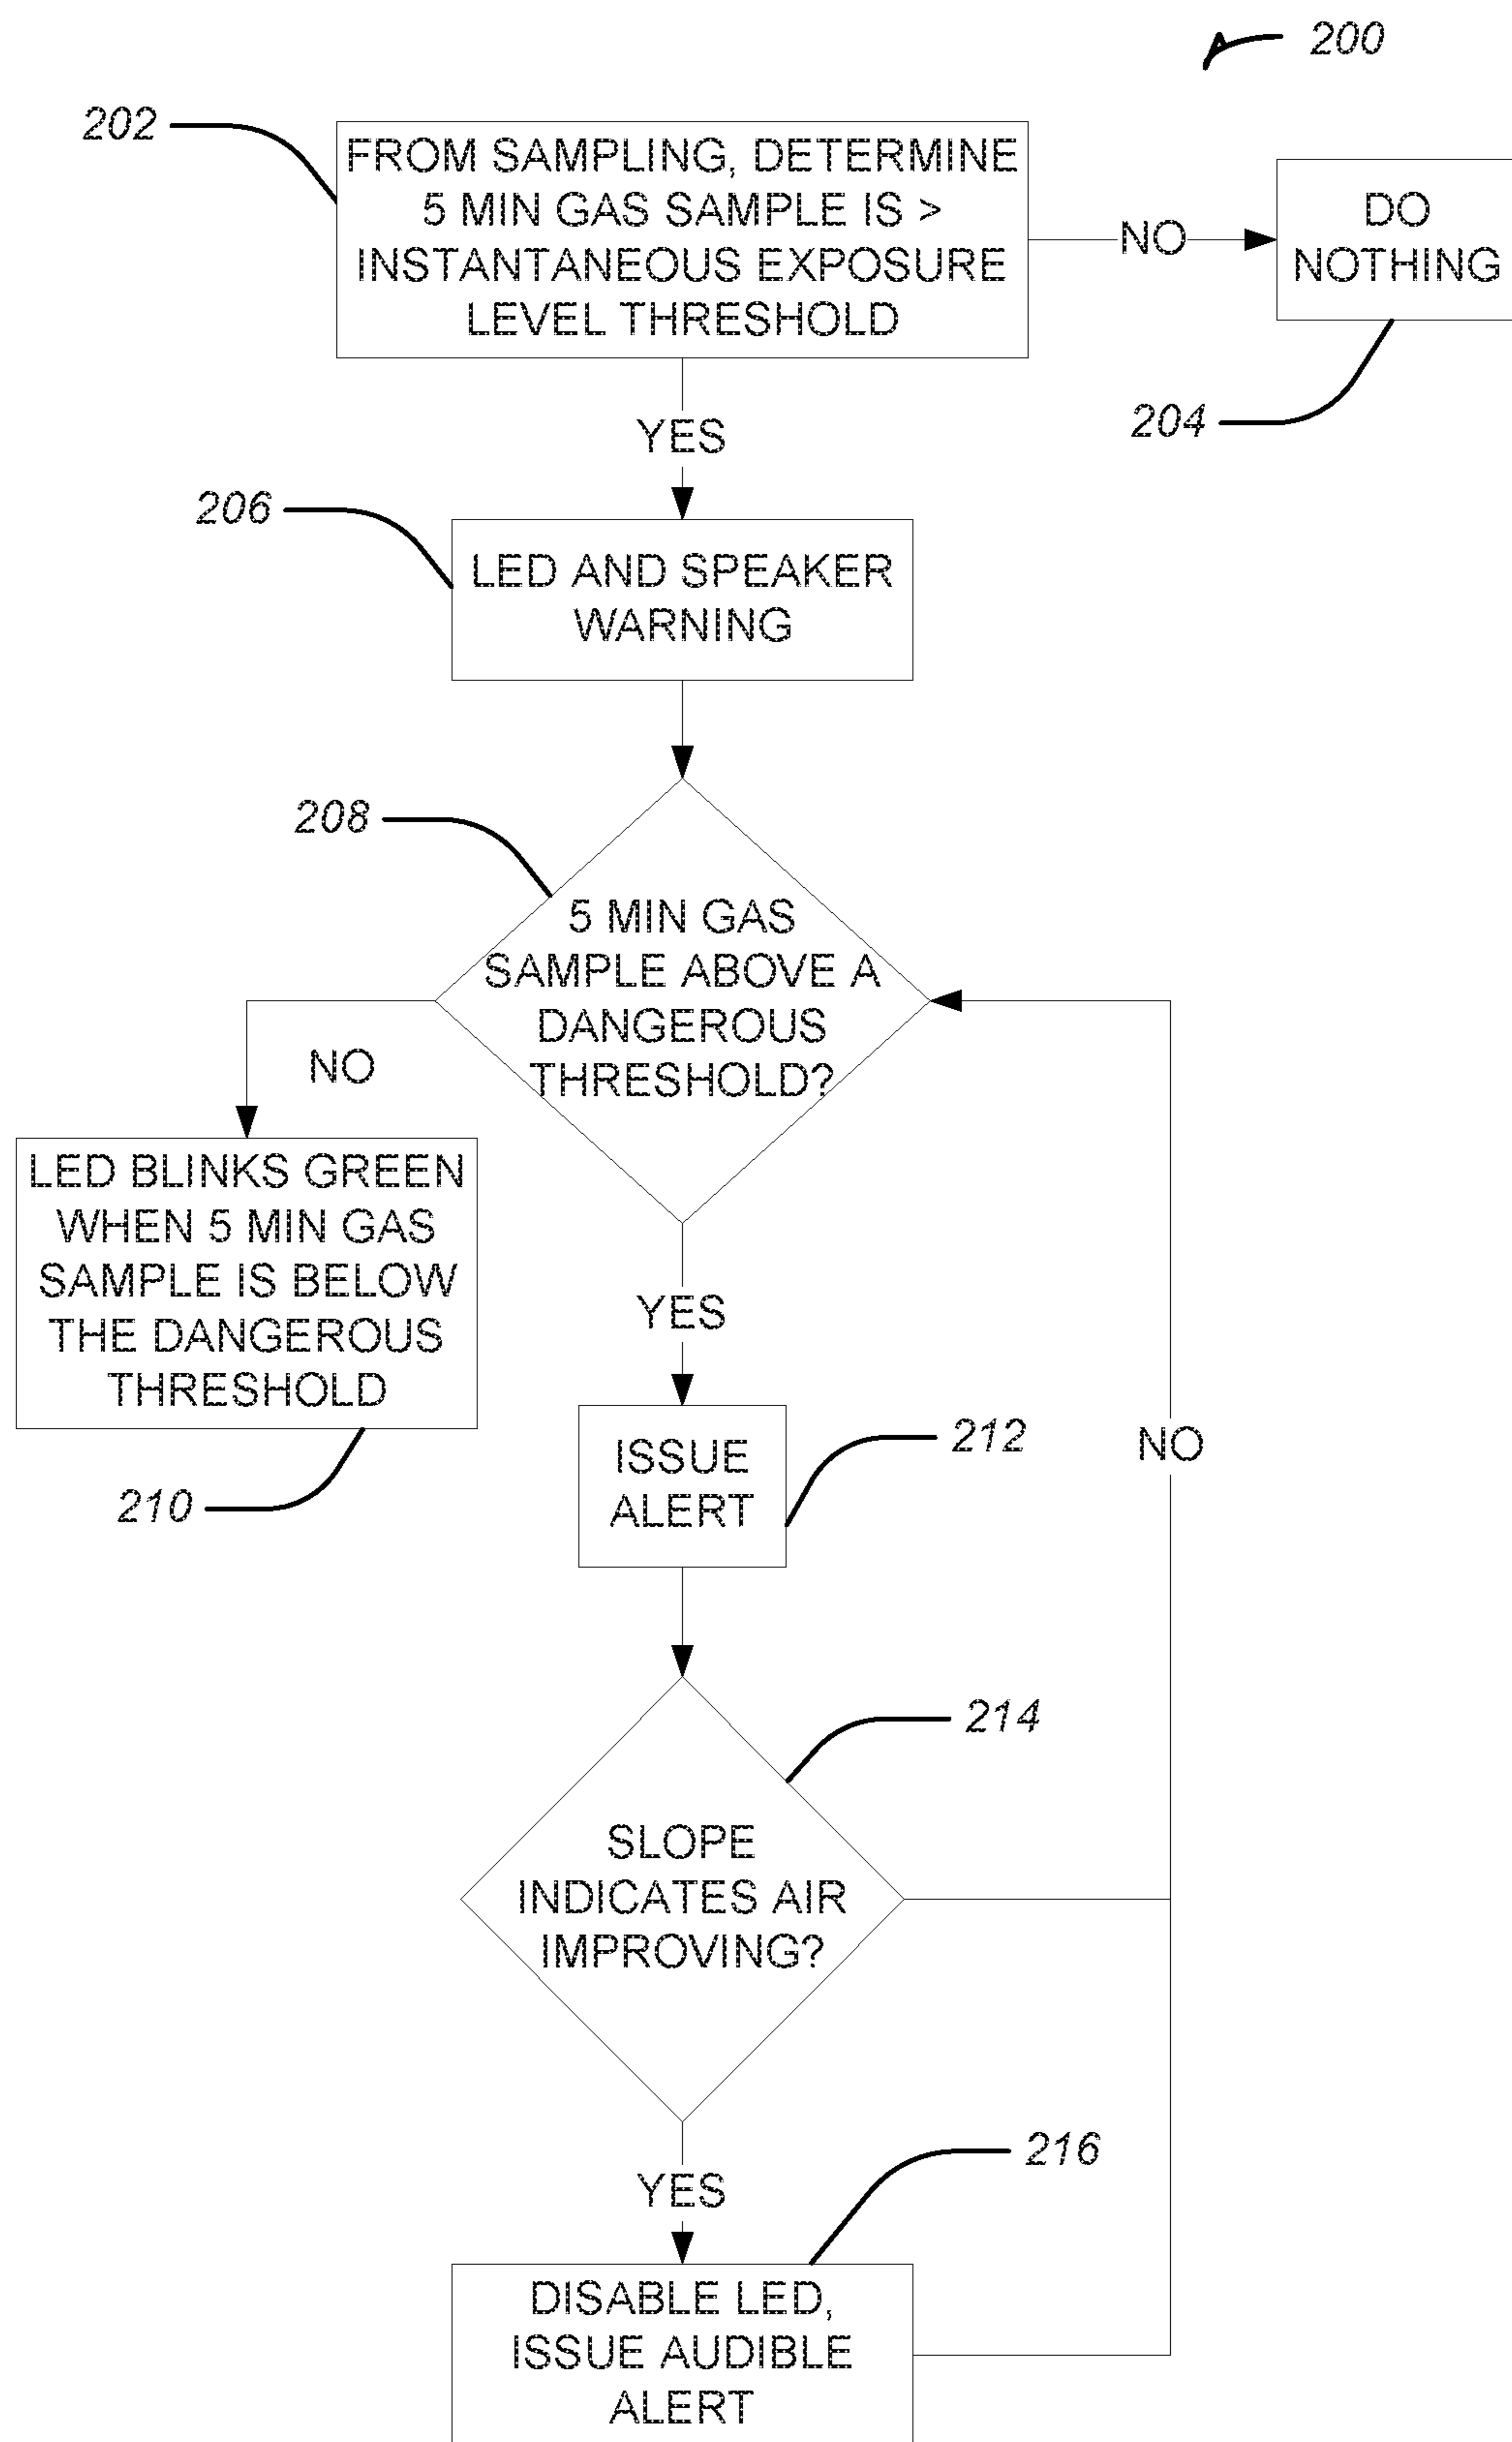 200
202
FROM SAMPLING, DETERMINE
5 MIN GAS SAMPLE IS >
INSTANTANEOUS EXPOSURE
LEVEL THRESHOLD
NO
DO
NOTHING
204
YES
206
LED AND SPEAKER
WARNING
208
5 MIN GAS
SAMPLE ABOVE A
DANGEROUS
THRESHOLD?
NO
LED BLINKS GREEN
WHEN 5 MIN GAS
SAMPLE IS BELOW
THE DANGEROUS
THRESHOLD
210
YES
ISSUE
ALERT
212
NO
214
SLOPE
INDICATES AIR
IMPROVING?
YES
216
DISABLE LED,
ISSUE AUDIBLE
ALERT